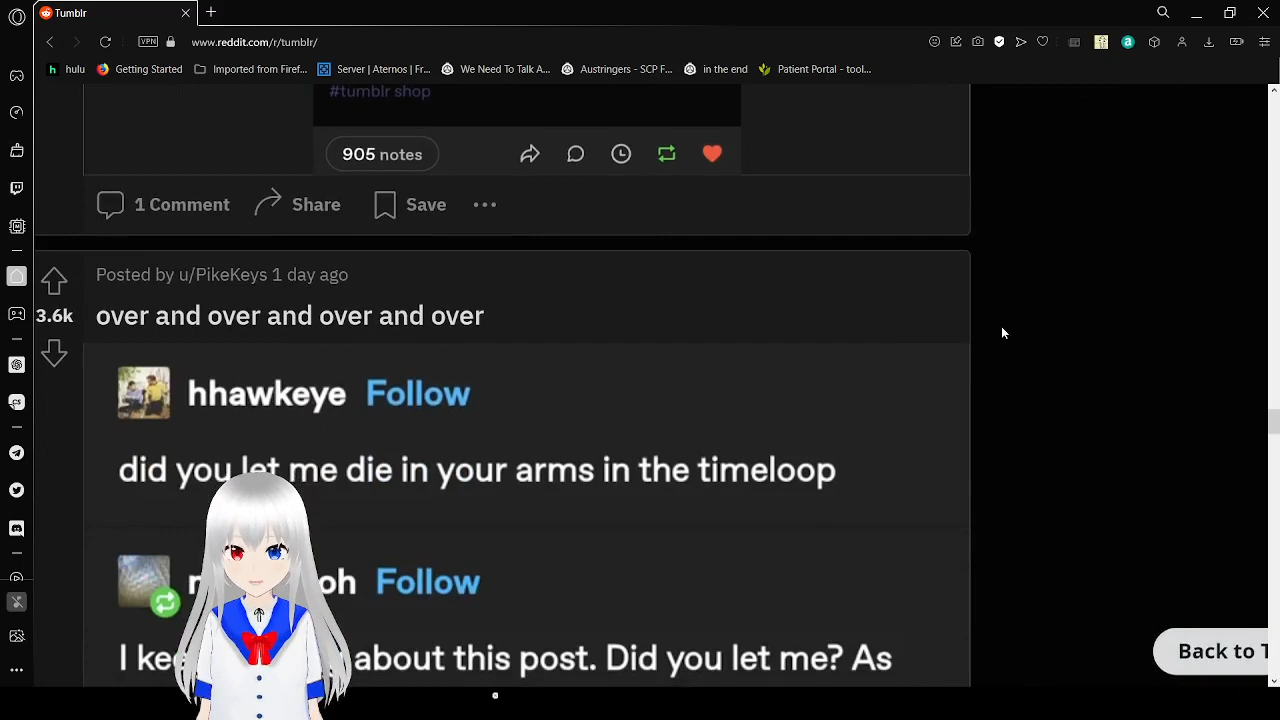 Tumblr
VPN
www.reddit.com/r/tumblr/
hulu Getting Started Imported from Firef... Server | Aternos | Fr... We Need To Talk A... Austringers - SCP F... in the end Patient Portal - tool...
#tumblr shop
905 notes
1 Comment Share Save
Posted by u/PikeKeys 1 day ago
3.6k
over and over and over and over
hhawkeye Follow
did you let me die in your arms in the timeloop
Follow
I about this post. Did you let me? As
Back to